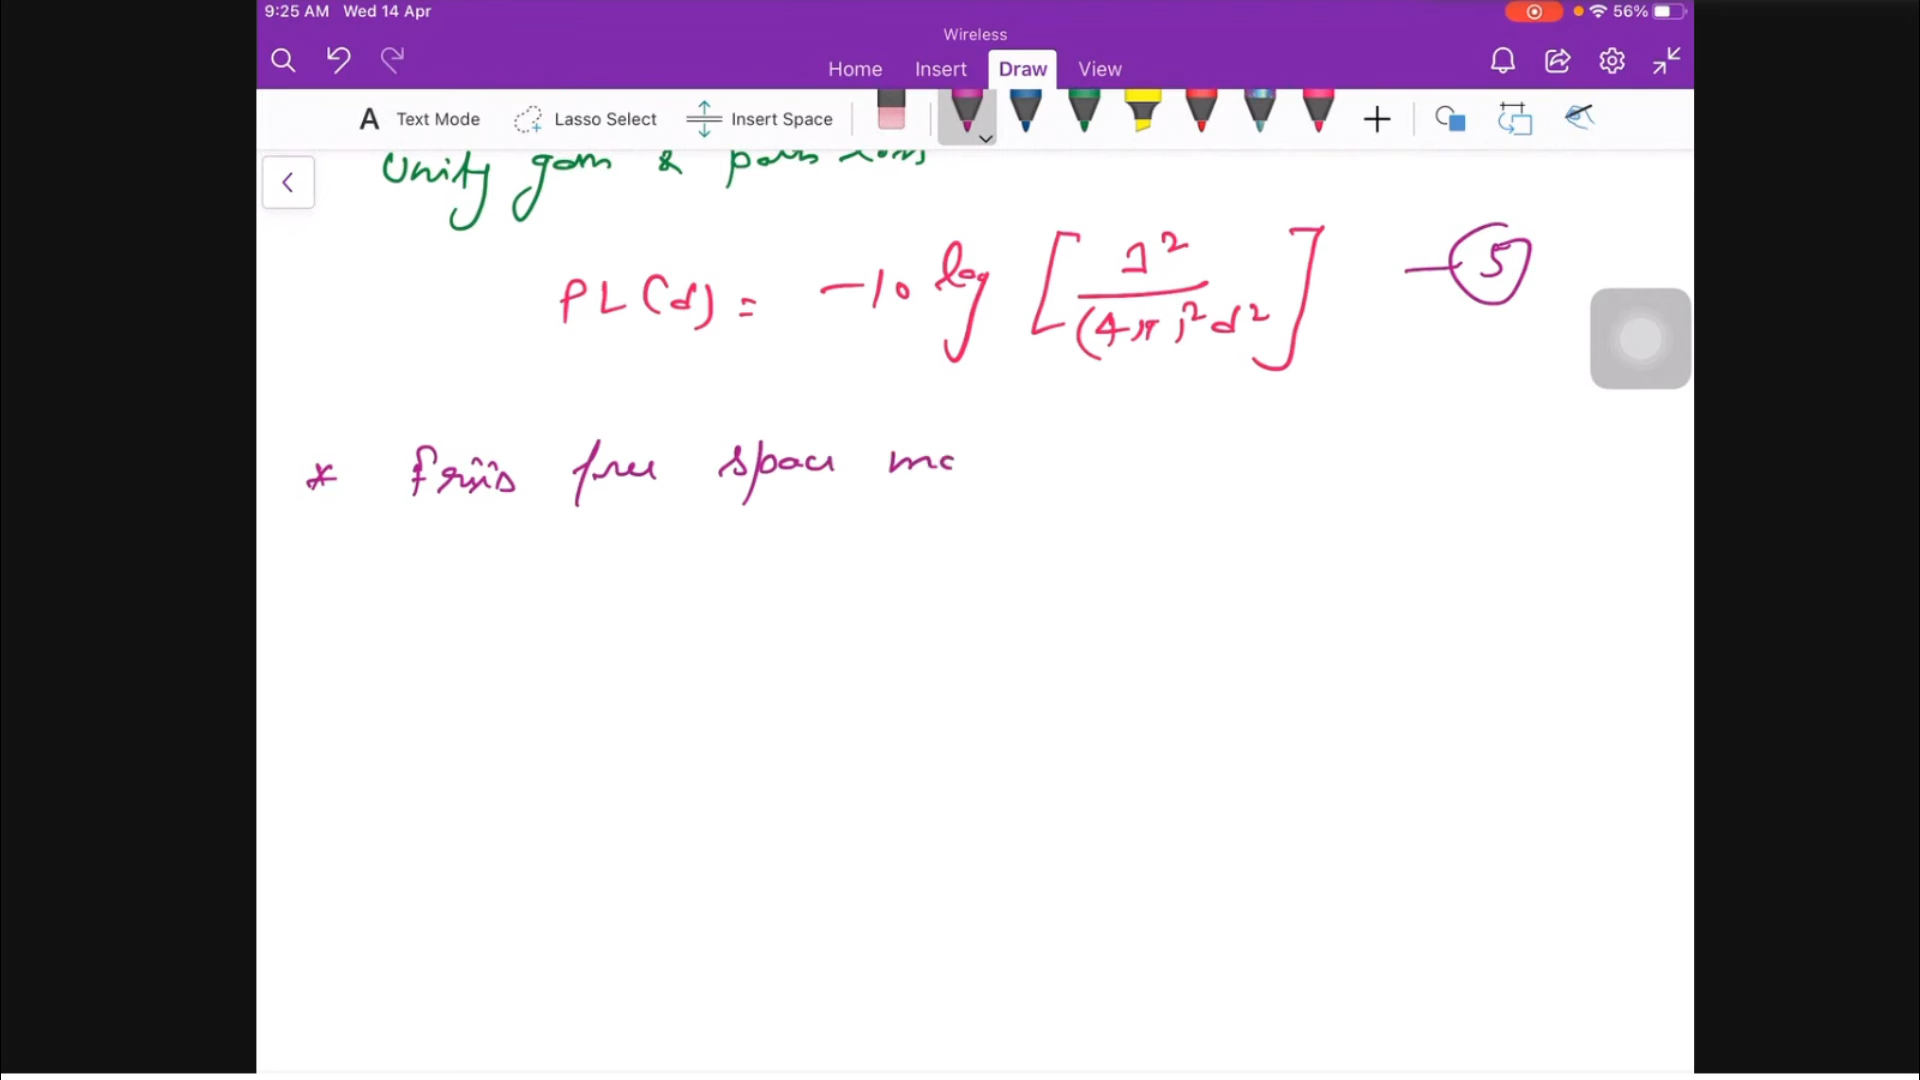 9:25 AM Wed 14 Apr 56%
Wireless
Home Insert Draw View
A Text Mode Lasso Select Insert Space
Unity gain & path loss
PL(d) = -10 log [λ² / (4π)²d²] — 5
* friis free space mo